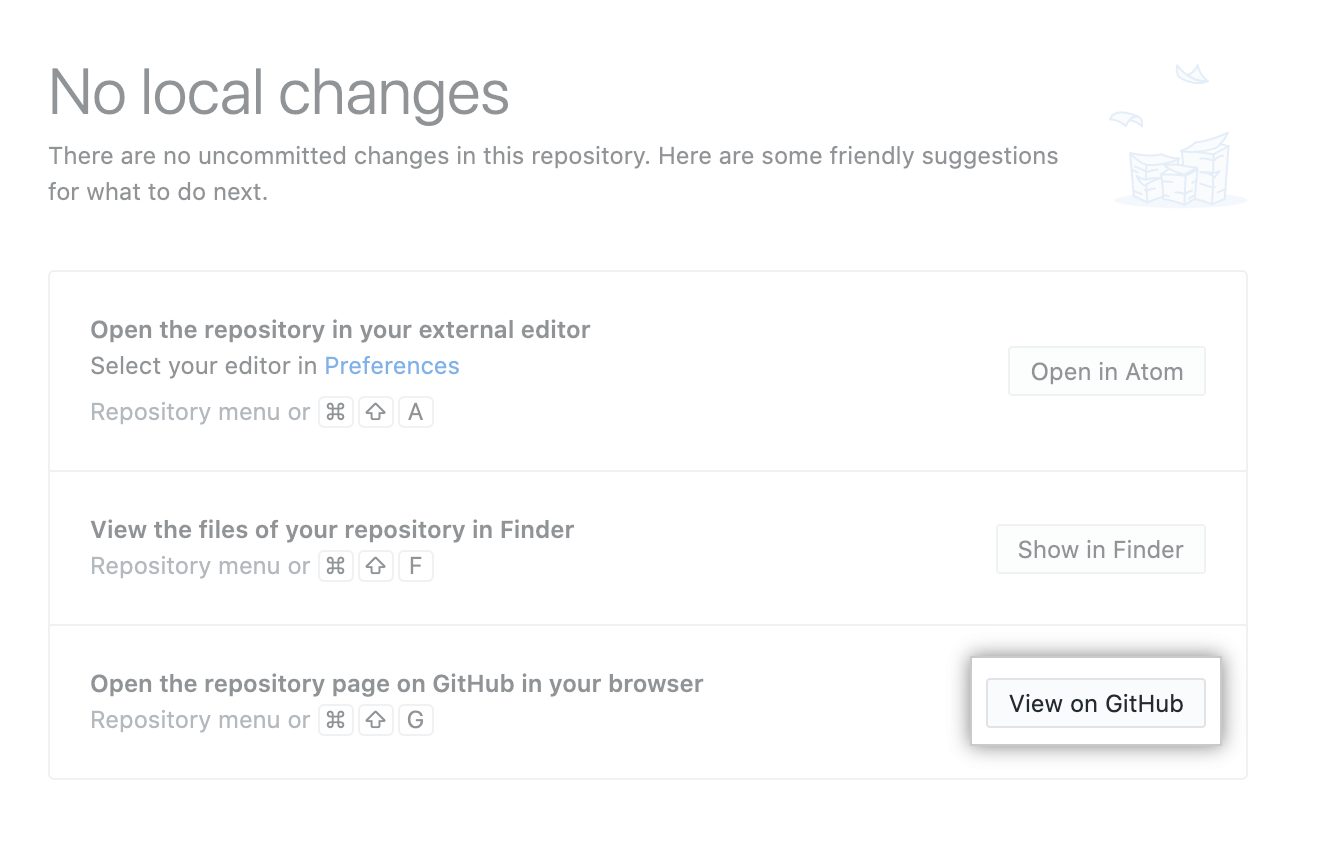 No local changes
There are no uncommitted changes in this repository. Here are some friendly suggestions
for what to do next.
Open the repository in your external editor
Select your editor in Preferences
Open in Atom
Repository menu or ⌘ ⇧ A
View the files of your repository in Finder
Show in Finder
Repository menu or ⌘ ⇧ F
Open the repository page on GitHub in your browser
View on GitHub
Repository menu or ⌘ ⇧ G